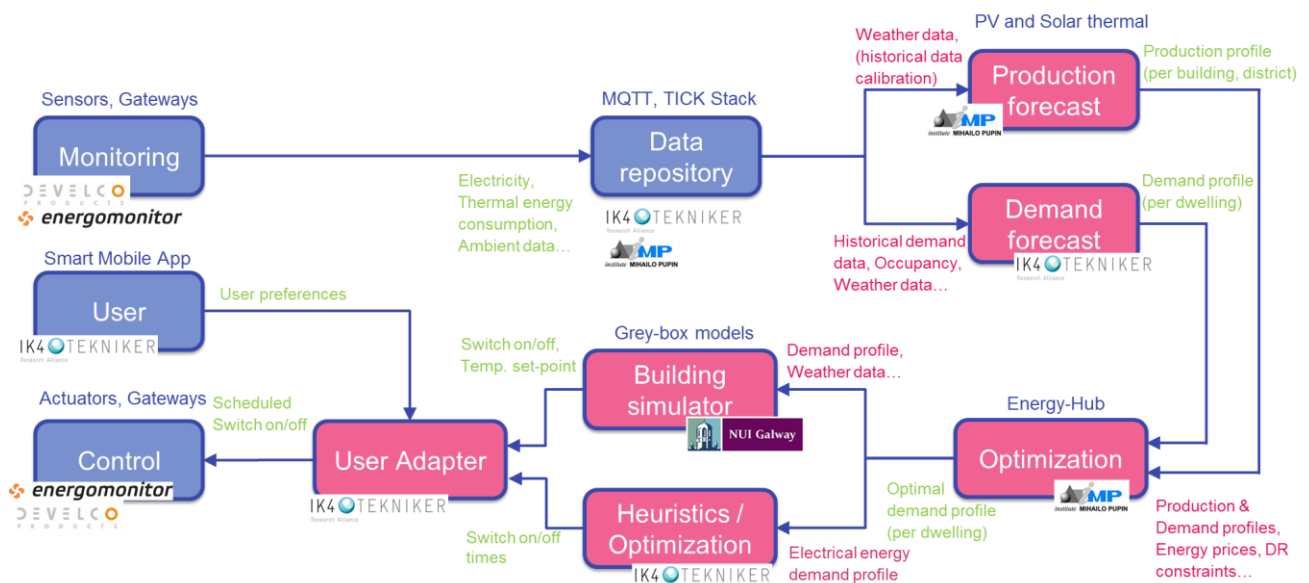 PV and Solar thermal
Weather data,
(historical data
calibration)
Production
forecast
institute MIHAILO PUPIN
Production profile
(per building, district)
Sensors, Gateways
Monitoring
DEVELCO
PRODUCTS
energomonitor
MQTT, TICK Stack
Data
repository
IK4 TEKNIKER
Research Alliance
institute MIHAILO PUPIN
Electricity,
Thermal energy
consumption,
Ambient data…
Demand
forecast
IK4 TEKNIKER
Research Alliance
Demand profile
(per dwelling)
Historical demand
data, Occupancy,
Weather data…
Smart Mobile App
User
IK4 TEKNIKER
Research Alliance
User preferences
Grey-box models
Building
simulator
NUI Galway
Switch on/off,
Temp. set-point
Demand profile,
Weather data…
Actuators, Gateways
Control
energomonitor
DEVELCO
PRODUCTS
Scheduled
Switch on/off
User Adapter
IK4 TEKNIKER
Research Alliance
Energy-Hub
Optimization
institute MIHAILO PUPIN
Heuristics /
Optimization
IK4 TEKNIKER
Research Alliance
Switch on/off
times
Optimal
demand profile
(per dwelling)
Electrical energy
demand profile
Production &
Demand profiles,
Energy prices, DR
constraints…